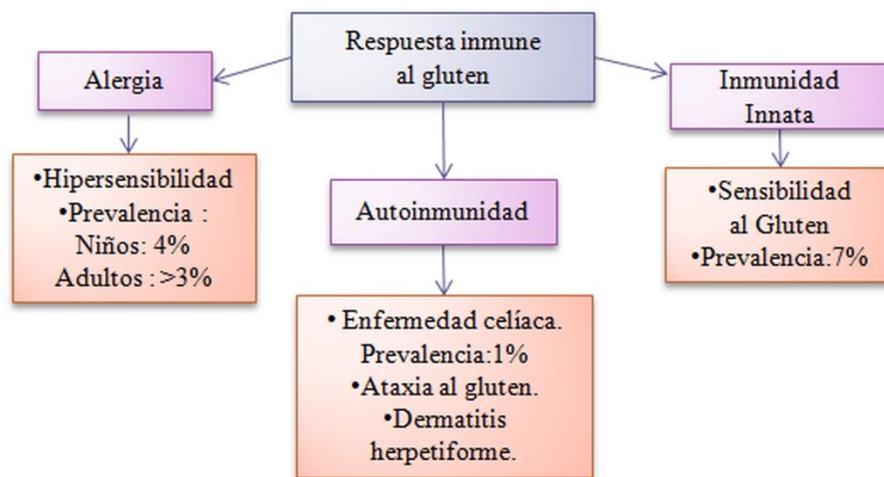 Respuesta inmune
al gluten
Alergia
•Hipersensibilidad
•Prevalencia :
Niños: 4%
Adultos : >3%
Autoinmunidad
• Enfermedad celíaca.
Prevalencia:1%
•Ataxia al gluten.
•Dermatitis
herpetiforme.
Inmunidad
Innata
•Sensibilidad
al Gluten
•Prevalencia:7%